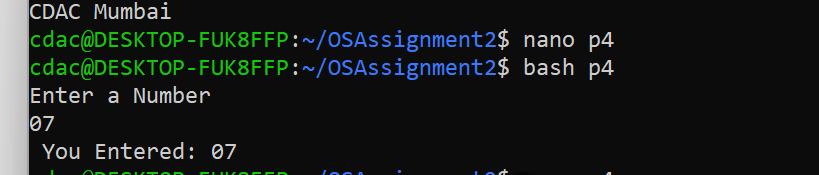 CDAC Mumbai
cdac@DESKTOP-FUK8FFP:~/OSAssignment2$ nano p4
cdac@DESKTOP-FUK8FFP:~/OSAssignment2$ bash p4
Enter a Number
07
 You Entered: 07